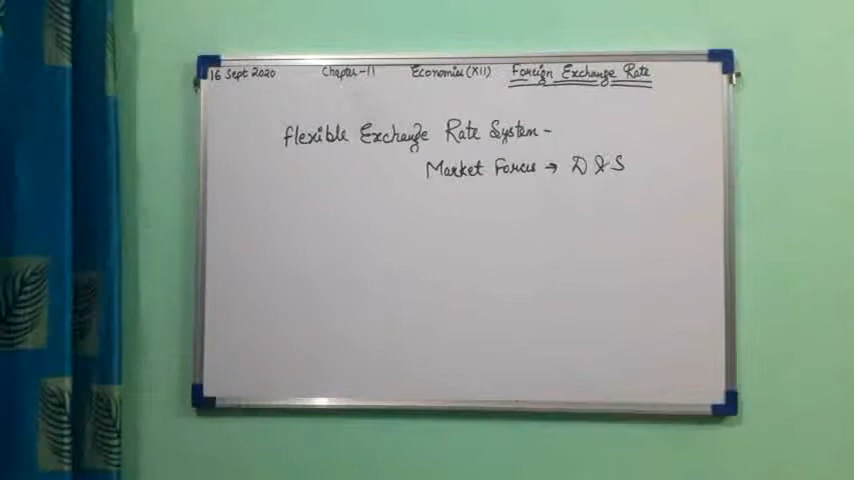 16 Sept 2020 Chapter-11 Economics (XII) Foreign Exchange Rate
Flexible Exchange Rate System -
Market Forces → D & S